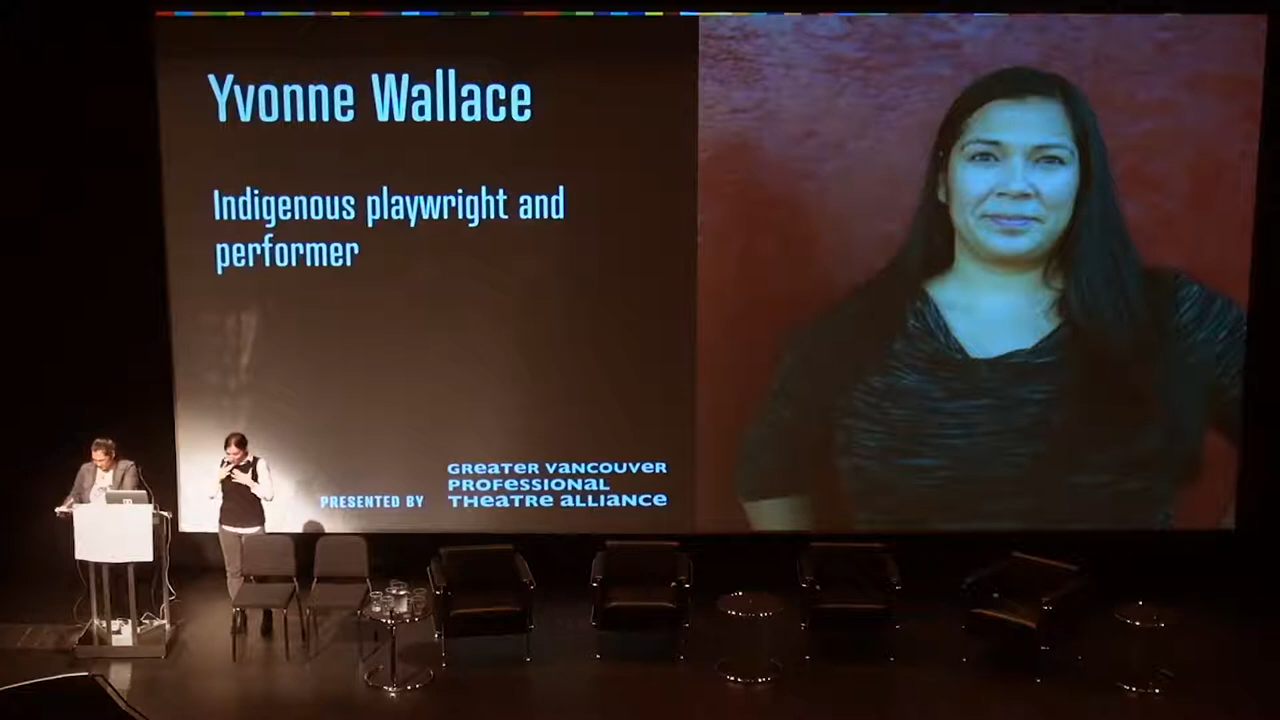 Yvonne Wallace
Indigenous playwright and
performer
PRESENTED BY
GREATER VANCOUVER
PROFESSIONAL
THEATRE ALLIANCE